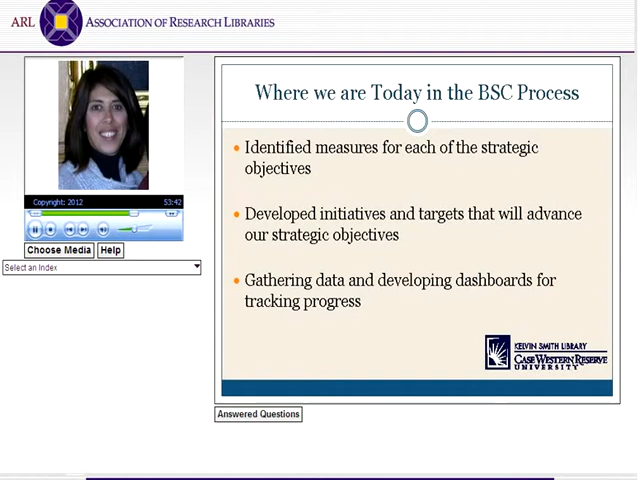 ARL ASSOCIATION OF RESEARCH LIBRARIES
Copyright: 2012 53:42
Choose Media Help
Select an Index
Where we are Today in the BSC Process
• Identified measures for each of the strategic
objectives
• Developed initiatives and targets that will advance
our strategic objectives
• Gathering data and developing dashboards for
tracking progress
KELVIN SMITH LIBRARY
CASE WESTERN RESERVE
UNIVERSITY
Answered Questions